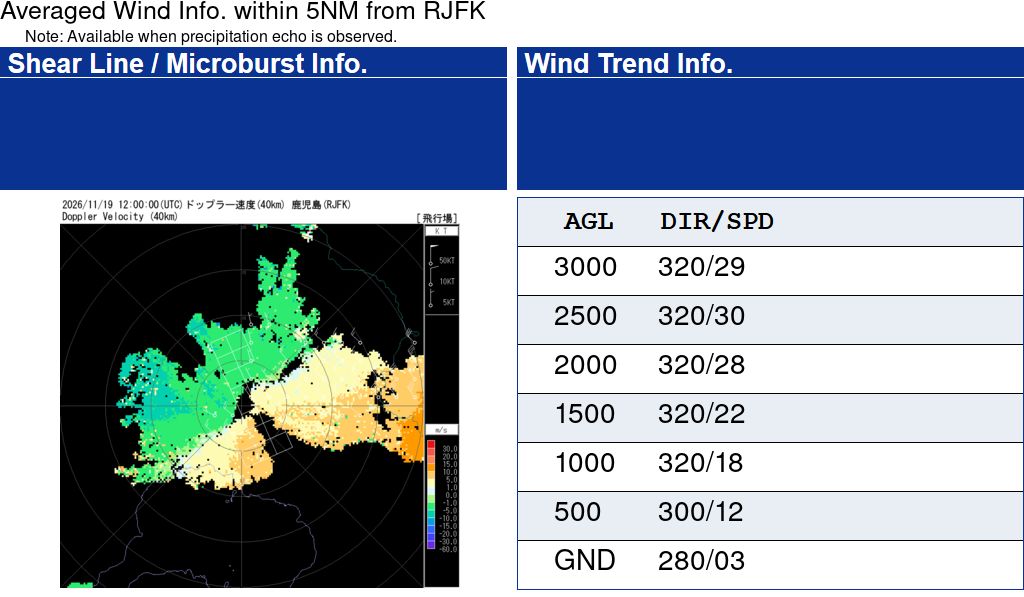 Averaged Wind Info. within 5NM from RJFK
Note: Available when precipitation echo is observed.
Shear Line / Microburst Info.
Wind Trend Info.
2026/11/19 12:00:00(UTC) ドップラー速度(40km) 鹿児島(RJFK)
Doppler Velocity (40km)
[飛行場]
KT
50KT
10KT
5KT
m/s
30.0
20.0
15.0
10.0
5.0
1.0
0.0
-1.0
-5.0
-10.0
-15.0
-20.0
-30.0
-60.0
AGL DIR/SPD
3000 320/29
2500 320/30
2000 320/28
1500 320/22
1000 320/18
500 300/12
GND 280/03